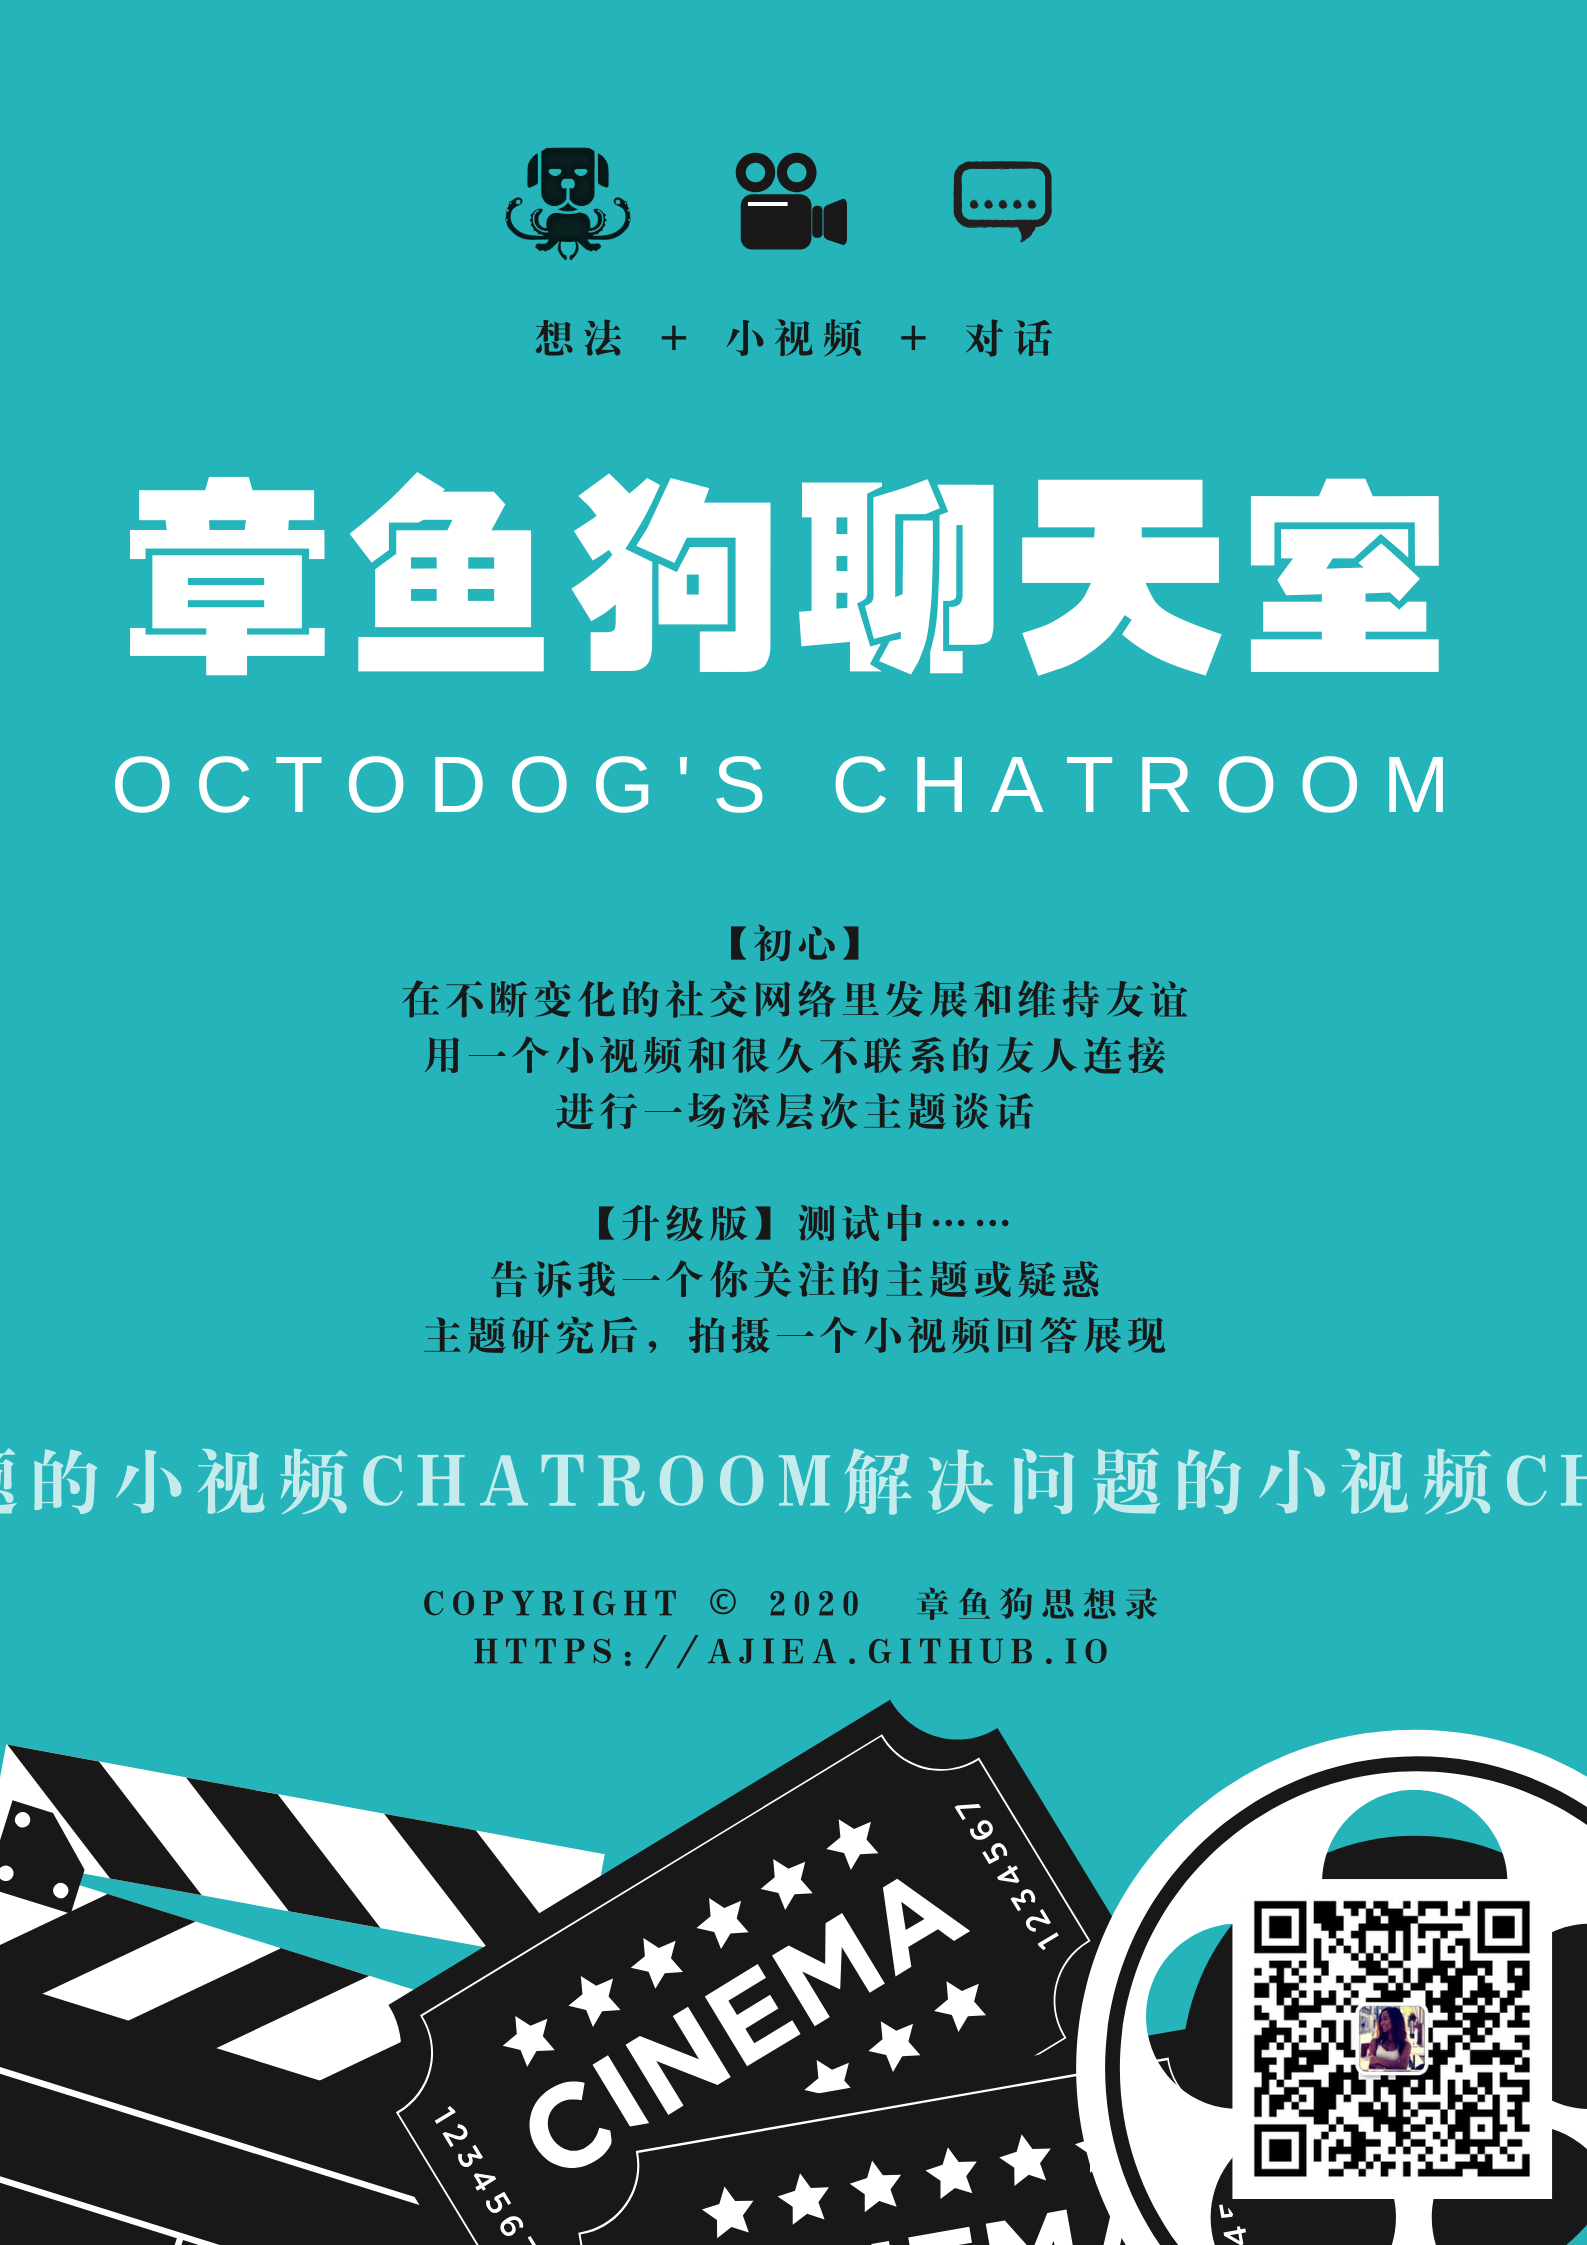 想法 + 小视频 + 对话
章鱼狗聊天室
OCTODOG'S CHATROOM
【初心】
在不断变化的社交网络里发展和维持友谊
用一个小视频和很久不联系的友人连接
进行一场深层次主题谈话
【升级版】测试中……
告诉我一个你关注的主题或疑惑
主题研究后，拍摄一个小视频回答展现
题的小视频CHATROOM解决问题的小视频CH
COPYRIGHT © 2020 章鱼狗思想录
HTTPS://AJIEA.GITHUB.IO
1234567
CINEMA
1234567